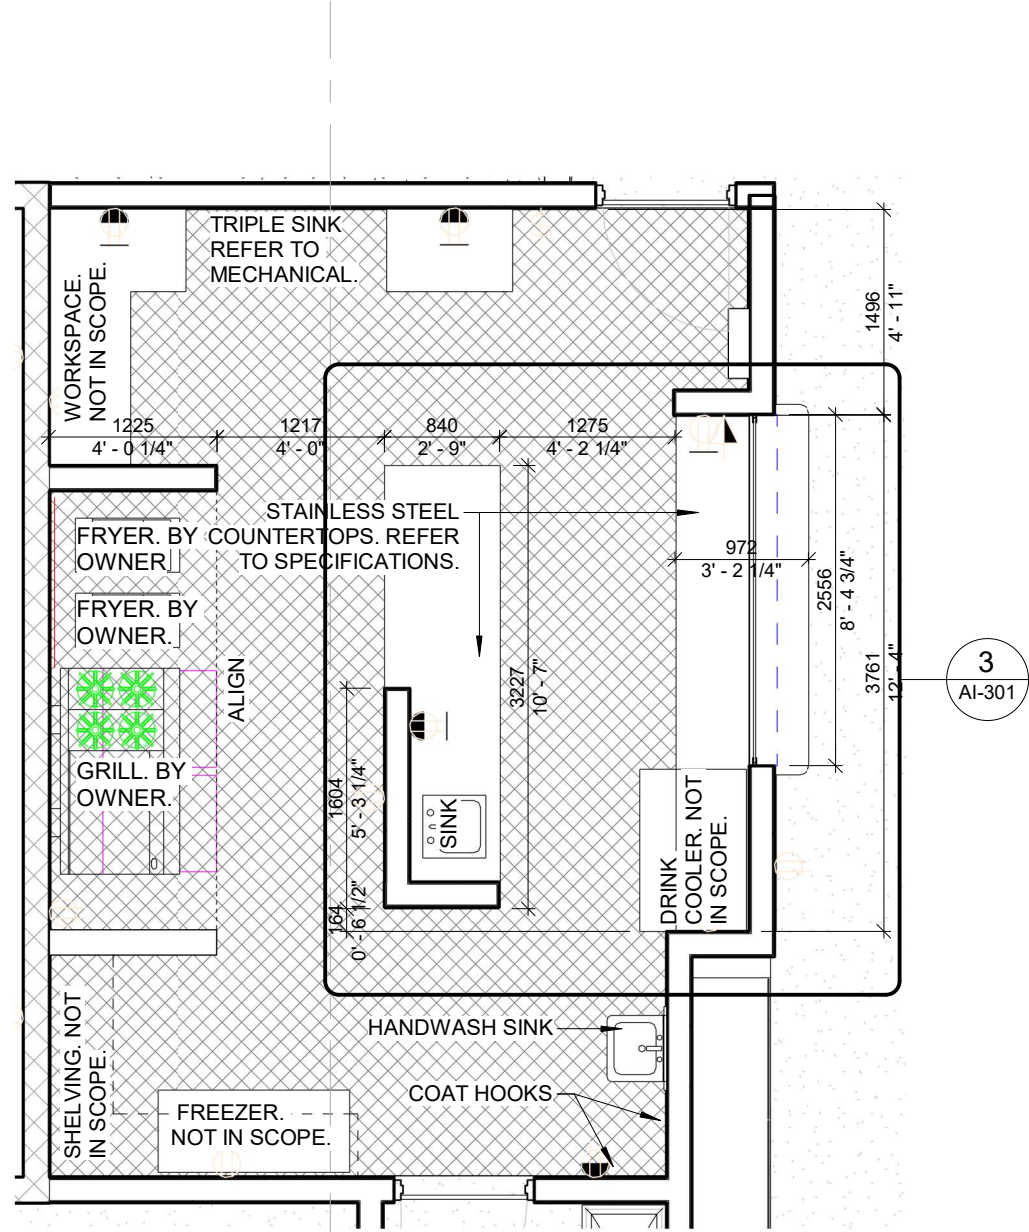 TRIPLE SINK
REFER TO
MECHANICAL.
WORKSPACE.
NOT IN SCOPE.
1496
4' - 11"
1225
4' - 0 1/4"
1217
4' - 0"
840
2' - 9"
1275
4' - 2 1/4"
STAINLESS STEEL
COUNTERTOPS. REFER
TO SPECIFICATIONS.
FRYER. BY
OWNER.
FRYER. BY
OWNER.
972
3' - 2 1/4"
2556
8' - 4 3/4"
3227
10' - 7"
3761
12' - 4"
3
AI-301
ALIGN
GRILL. BY
OWNER.
1604
5' - 3 1/4"
SINK
DRINK
COOLER. NOT
IN SCOPE.
164
0' - 6 1/2"
SHELVING. NOT
IN SCOPE.
HANDWASH SINK
COAT HOOKS
FREEZER.
NOT IN SCOPE.